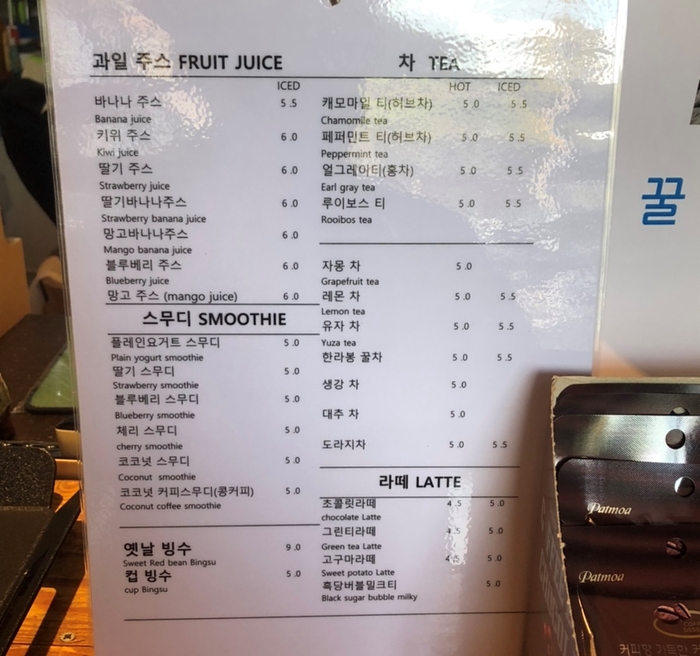 과일 주스 FRUIT JUICE
ICED
바나나 주스 5.5
Banana juice
키위 주스 6.0
Kiwi juice
딸기 주스 6.0
Strawberry juice
딸기바나나주스 6.0
Strawberry banana juice
망고바나나주스 6.0
Mango banana juice
블루베리 주스 6.0
Blueberry juice
망고 주스 (mango juice) 6.0
스무디 SMOOTHIE
플레인요거트 스무디 5.0
Plain yogurt smoothie
딸기 스무디 5.0
Strawberry smoothie
블루베리 스무디 5.0
Blueberry smoothie
체리 스무디 5.0
cherry smoothie
코코넛 스무디 5.0
Coconut smoothie
코코넛 커피스무디(콩커피) 5.0
Coconut coffee smoothie
옛날 빙수 9.0
Sweet Red bean Bingsu
컵 빙수 5.0
cup Bingsu
차 TEA
HOT ICED
캐모마일 티(허브차) 5.0 5.5
Chamomile tea
페퍼민트 티(허브차) 5.0 5.5
Peppermint tea
얼그레이티(홍차) 5.0 5.5
Earl gray tea
루이보스 티 5.0 5.5
Rooibos tea
자몽 차 5.0
Grapefruit tea
레몬 차 5.0 5.5
Lemon tea
유자 차 5.0 5.5
Yuza tea
한라봉 꿀차 5.0 5.5
생강 차 5.0
대추 차 5.0
도라지차 5.0 5.5
라떼 LATTE
초콜릿라떼 4.5 5.0
chocolate Latte
그린티라떼 4.5 5.0
Green tea Latte
고구마라떼 4.5 5.0
Sweet potato Latte
흑당버블밀크티 5.0
Black sugar bubble milky
꿀
Patmoa
Patmoa